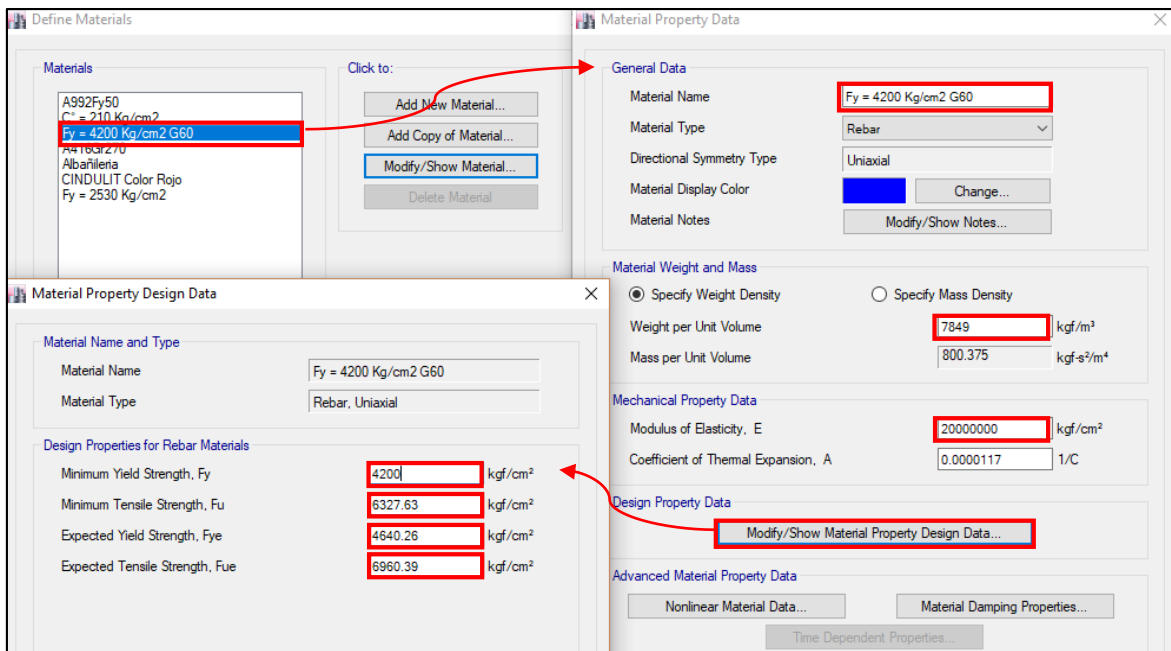 Define Materials
Materials
A992Fy50
C° = 210 Kg/cm2
Fy = 4200 Kg/cm2 G60
A416Gr270
Albañileria
CINDULIT Color Rojo
Fy = 2530 Kg/cm2
Click to:
Add New Material...
Add Copy of Material...
Modify/Show Material...
Delete Material
Material Property Data
General Data
Material Name Fy = 4200 Kg/cm2 G60
Material Type Rebar
Directional Symmetry Type Uniaxial
Material Display Color Change...
Material Notes Modify/Show Notes...
Material Weight and Mass
Specify Weight Density Specify Mass Density
Weight per Unit Volume 7849 kgf/m³
Mass per Unit Volume 800.375 kgf-s²/m⁴
Mechanical Property Data
Modulus of Elasticity, E 20000000 kgf/cm²
Coefficient of Thermal Expansion, A 0.0000117 1/C
Design Property Data
Modify/Show Material Property Design Data...
Advanced Material Property Data
Nonlinear Material Data... Material Damping Properties...
Time Dependent Properties...
Material Property Design Data
Material Name and Type
Material Name Fy = 4200 Kg/cm2 G60
Material Type Rebar, Uniaxial
Design Properties for Rebar Materials
Minimum Yield Strength, Fy 4200 kgf/cm²
Minimum Tensile Strength, Fu 6327.63 kgf/cm²
Expected Yield Strength, Fye 4640.26 kgf/cm²
Expected Tensile Strength, Fue 6960.39 kgf/cm²